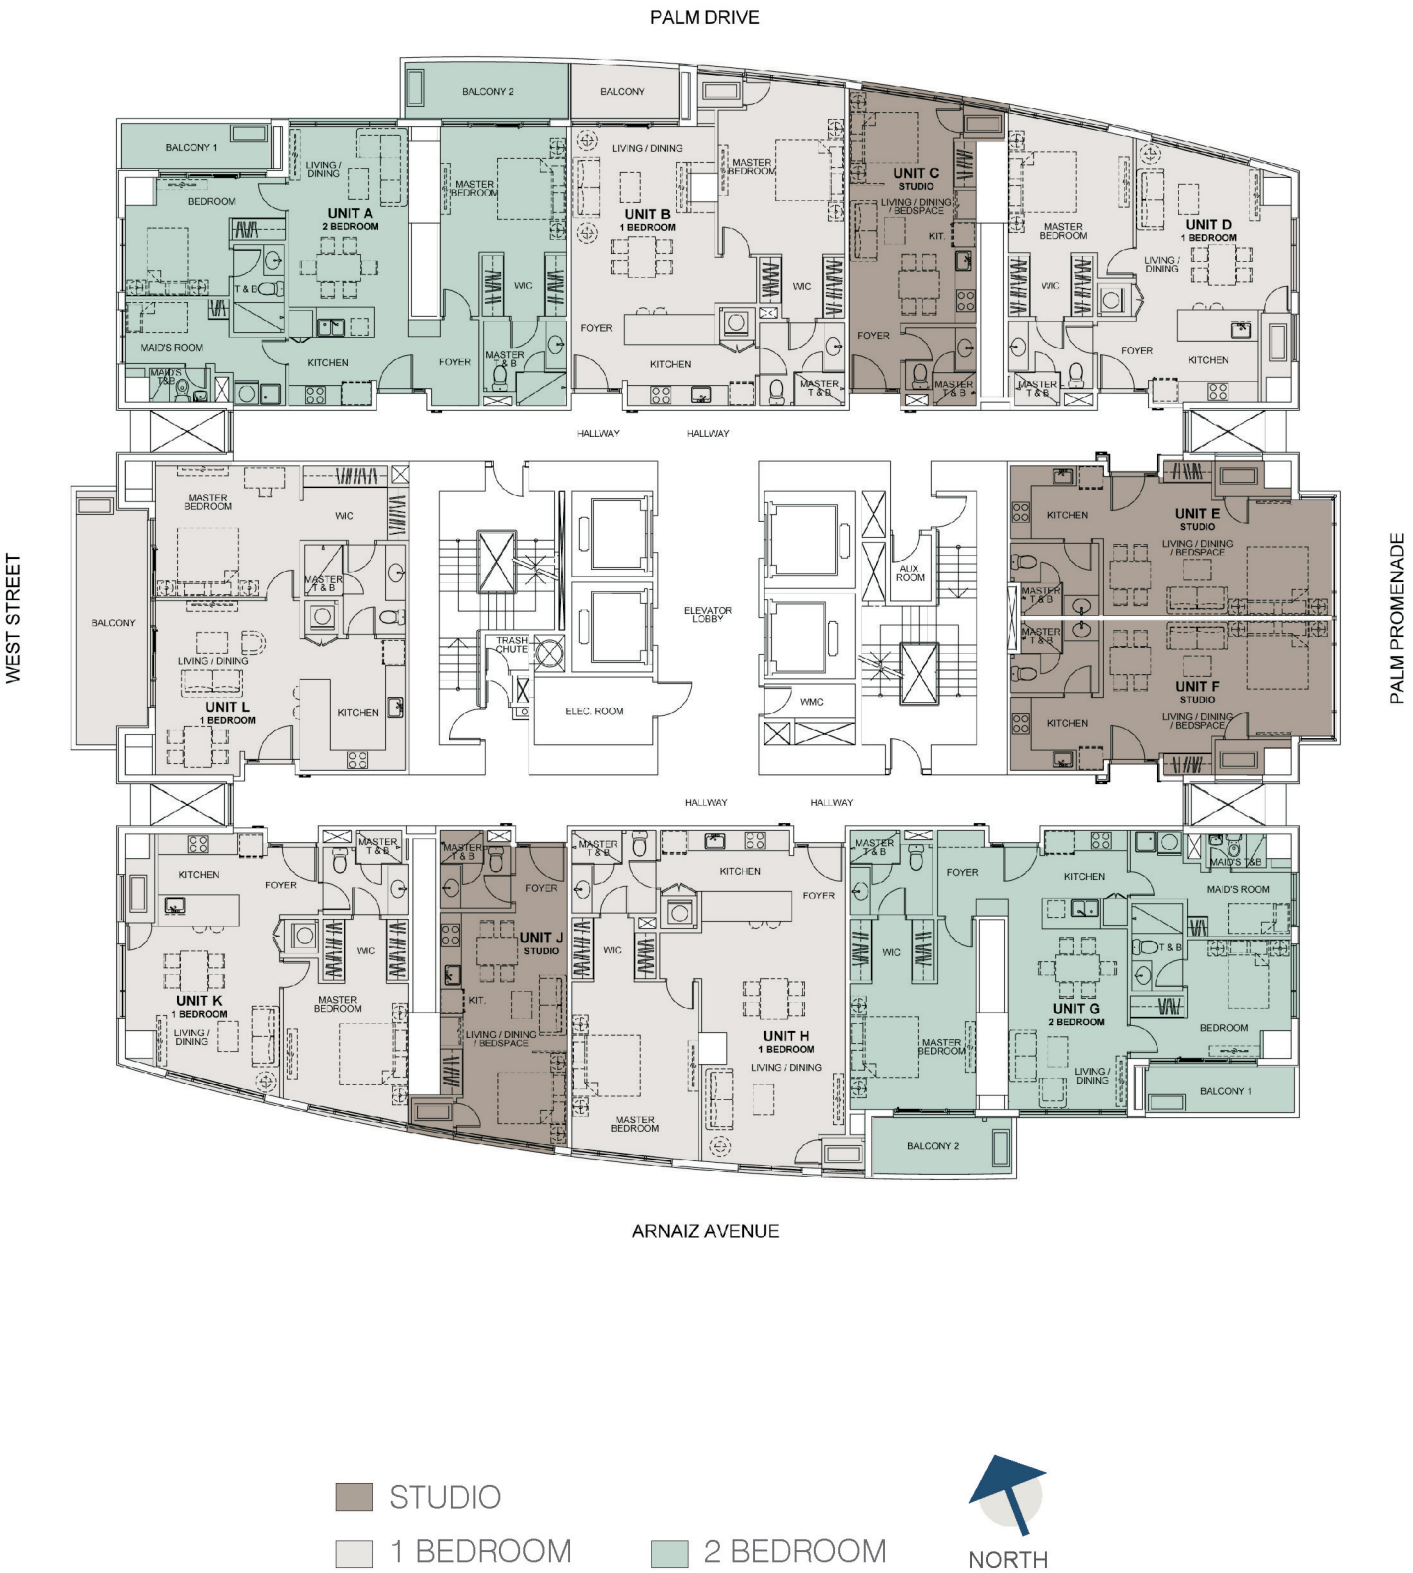 PALM DRIVE
BALCONY 2
BALCONY
BALCONY 1
LIVING /
DINING
BEDROOM
MASTER
BEDROOM
UNIT A
2 BEDROOM
T & B
WIC
MAID'S ROOM
MAID'S
T&B
KITCHEN
FOYER
MASTER
T & B
LIVING / DINING
MASTER
BEDROOM
UNIT B
1 BEDROOM
WIC
FOYER
KITCHEN
MASTER
T & B
UNIT C
STUDIO
LIVING / DINING
/ BEDSPACE
KIT.
FOYER
MASTER
T & B
MASTER
BEDROOM
UNIT D
1 BEDROOM
LIVING /
DINING
WIC
FOYER
KITCHEN
MASTER
T & B
HALLWAY
HALLWAY
WEST STREET
BALCONY
MASTER
BEDROOM
WIC
MASTER
T & B
LIVING / DINING
UNIT L
1 BEDROOM
KITCHEN
TRASH
CHUTE
ELEC. ROOM
ELEVATOR
LOBBY
AUX
ROOM
WMC
KITCHEN
UNIT E
STUDIO
LIVING / DINING
/ BEDSPACE
MASTER
T & B
MASTER
T & B
UNIT F
STUDIO
LIVING / DINING
/ BEDSPACE
KITCHEN
PALM PROMENADE
HALLWAY
HALLWAY
KITCHEN
FOYER
MASTER
T & B
WIC
UNIT K
1 BEDROOM
MASTER
BEDROOM
LIVING /
DINING
MASTER
T & B
FOYER
UNIT J
STUDIO
KIT.
LIVING / DINING
/ BEDSPACE
MASTER
T & B
KITCHEN
FOYER
WIC
UNIT H
1 BEDROOM
LIVING / DINING
MASTER
BEDROOM
MASTER
T & B
FOYER
KITCHEN
MAID'S T&B
MAID'S ROOM
WIC
T & B
UNIT G
2 BEDROOM
BEDROOM
MASTER
BEDROOM
LIVING /
DINING
BALCONY 1
BALCONY 2
ARNAIZ AVENUE
STUDIO
1 BEDROOM
2 BEDROOM
NORTH